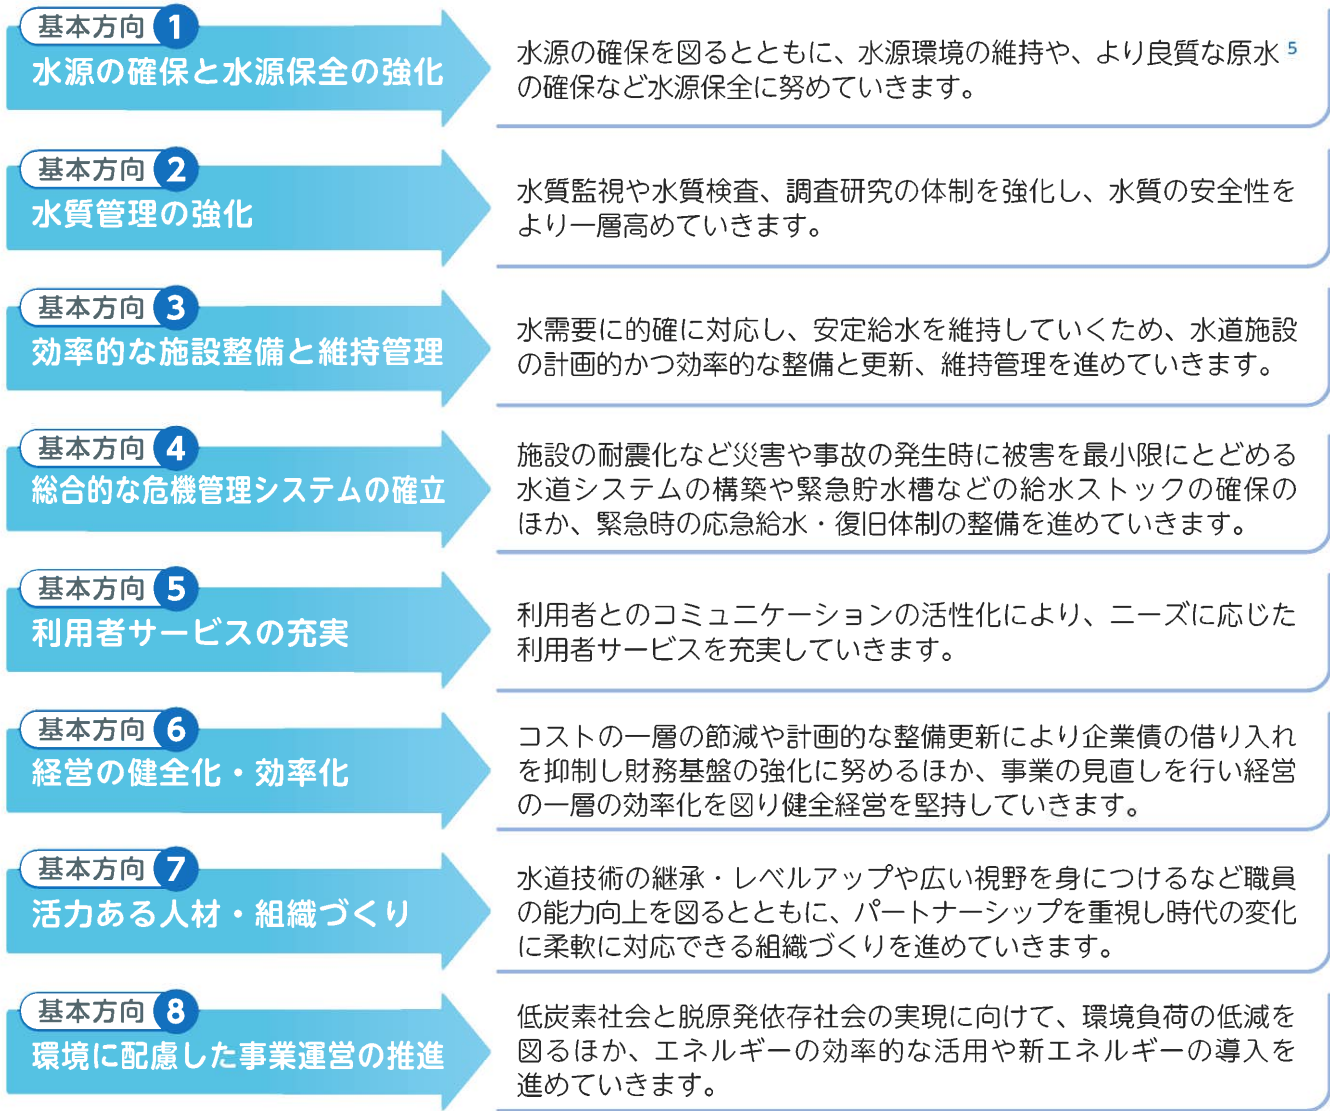 基本方向 1
水源の確保と水源保全の強化
水源の確保を図るとともに、水源環境の維持や、より良質な原水 5
の確保など水源保全に努めていきます。
基本方向 2
水質管理の強化
水質監視や水質検査、調査研究の体制を強化し、水質の安全性を
より一層高めていきます。
基本方向 3
効率的な施設整備と維持管理
水需要に的確に対応し、安定給水を維持していくため、水道施設
の計画的かつ効率的な整備と更新、維持管理を進めていきます。
基本方向 4
総合的な危機管理システムの確立
施設の耐震化など災害や事故の発生時に被害を最小限にとどめる
水道システムの構築や緊急貯水槽などの給水ストックの確保の
ほか、緊急時の応急給水・復旧体制の整備を進めていきます。
基本方向 5
利用者サービスの充実
利用者とのコミュニケーションの活性化により、ニーズに応じた
利用者サービスを充実していきます。
基本方向 6
経営の健全化・効率化
コストの一層の節減や計画的な整備更新により企業債の借り入れ
を抑制し財務基盤の強化に努めるほか、事業の見直しを行い経営
の一層の効率化を図り健全経営を堅持していきます。
基本方向 7
活力ある人材・組織づくり
水道技術の継承・レベルアップや広い視野を身につけるなど職員
の能力向上を図るとともに、パートナーシップを重視し時代の変化
に柔軟に対応できる組織づくりを進めていきます。
基本方向 8
環境に配慮した事業運営の推進
低炭素社会と脱原発依存社会の実現に向けて、環境負荷の低減を
図るほか、エネルギーの効率的な活用や新エネルギーの導入を
進めていきます。